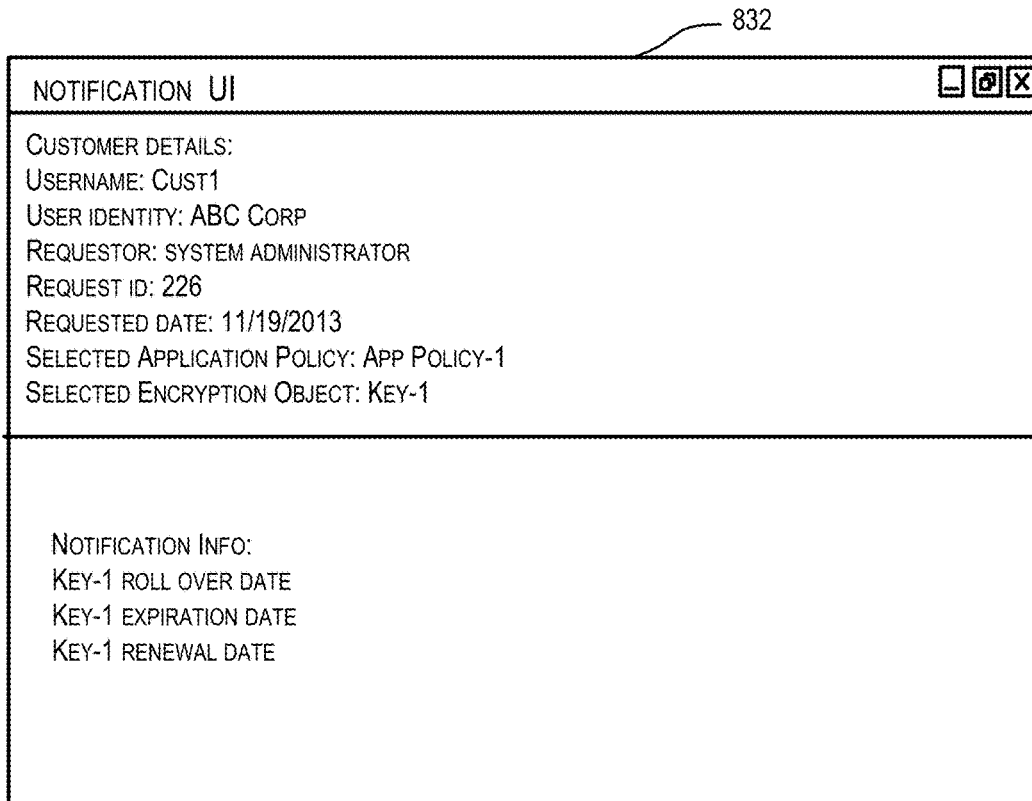 832
NOTIFICATION UI
CUSTOMER DETAILS:
USERNAME: CUST1
USER IDENTITY: ABC CORP
REQUESTOR: SYSTEM ADMINISTRATOR
REQUEST ID: 226
REQUESTED DATE: 11/19/2013
SELECTED APPLICATION POLICY: APP POLICY-1
SELECTED ENCRYPTION OBJECT: KEY-1
NOTIFICATION INFO:
KEY-1 ROLL OVER DATE
KEY-1 EXPIRATION DATE
KEY-1 RENEWAL DATE